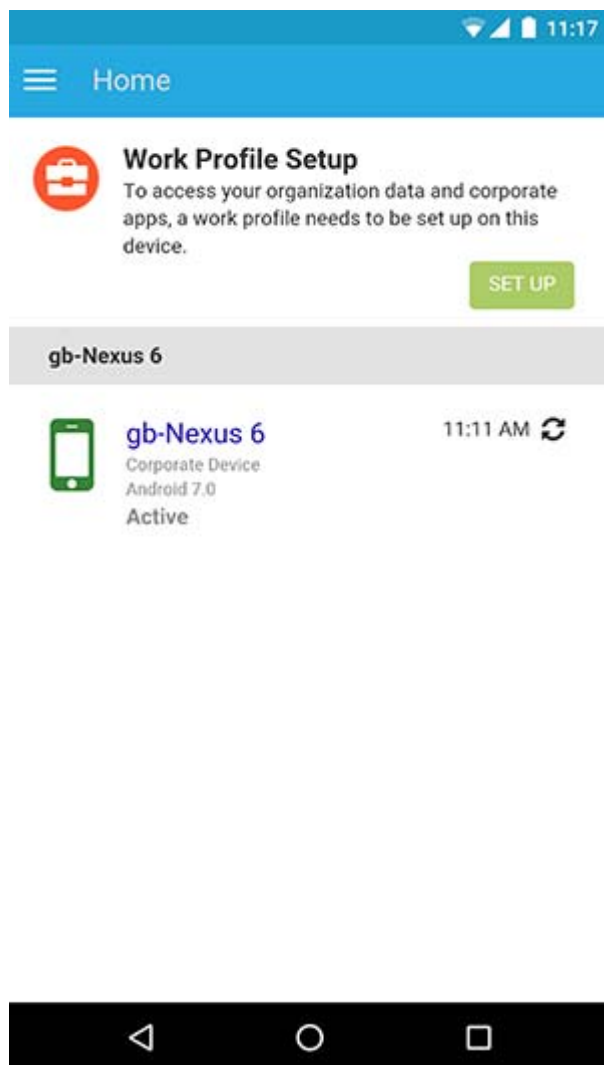 11:17
Home
Work Profile Setup
To access your organization data and corporate
apps, a work profile needs to be set up on this
device.
SET UP
gb-Nexus 6
gb-Nexus 6
11:11 AM
Corporate Device
Android 7.0
Active